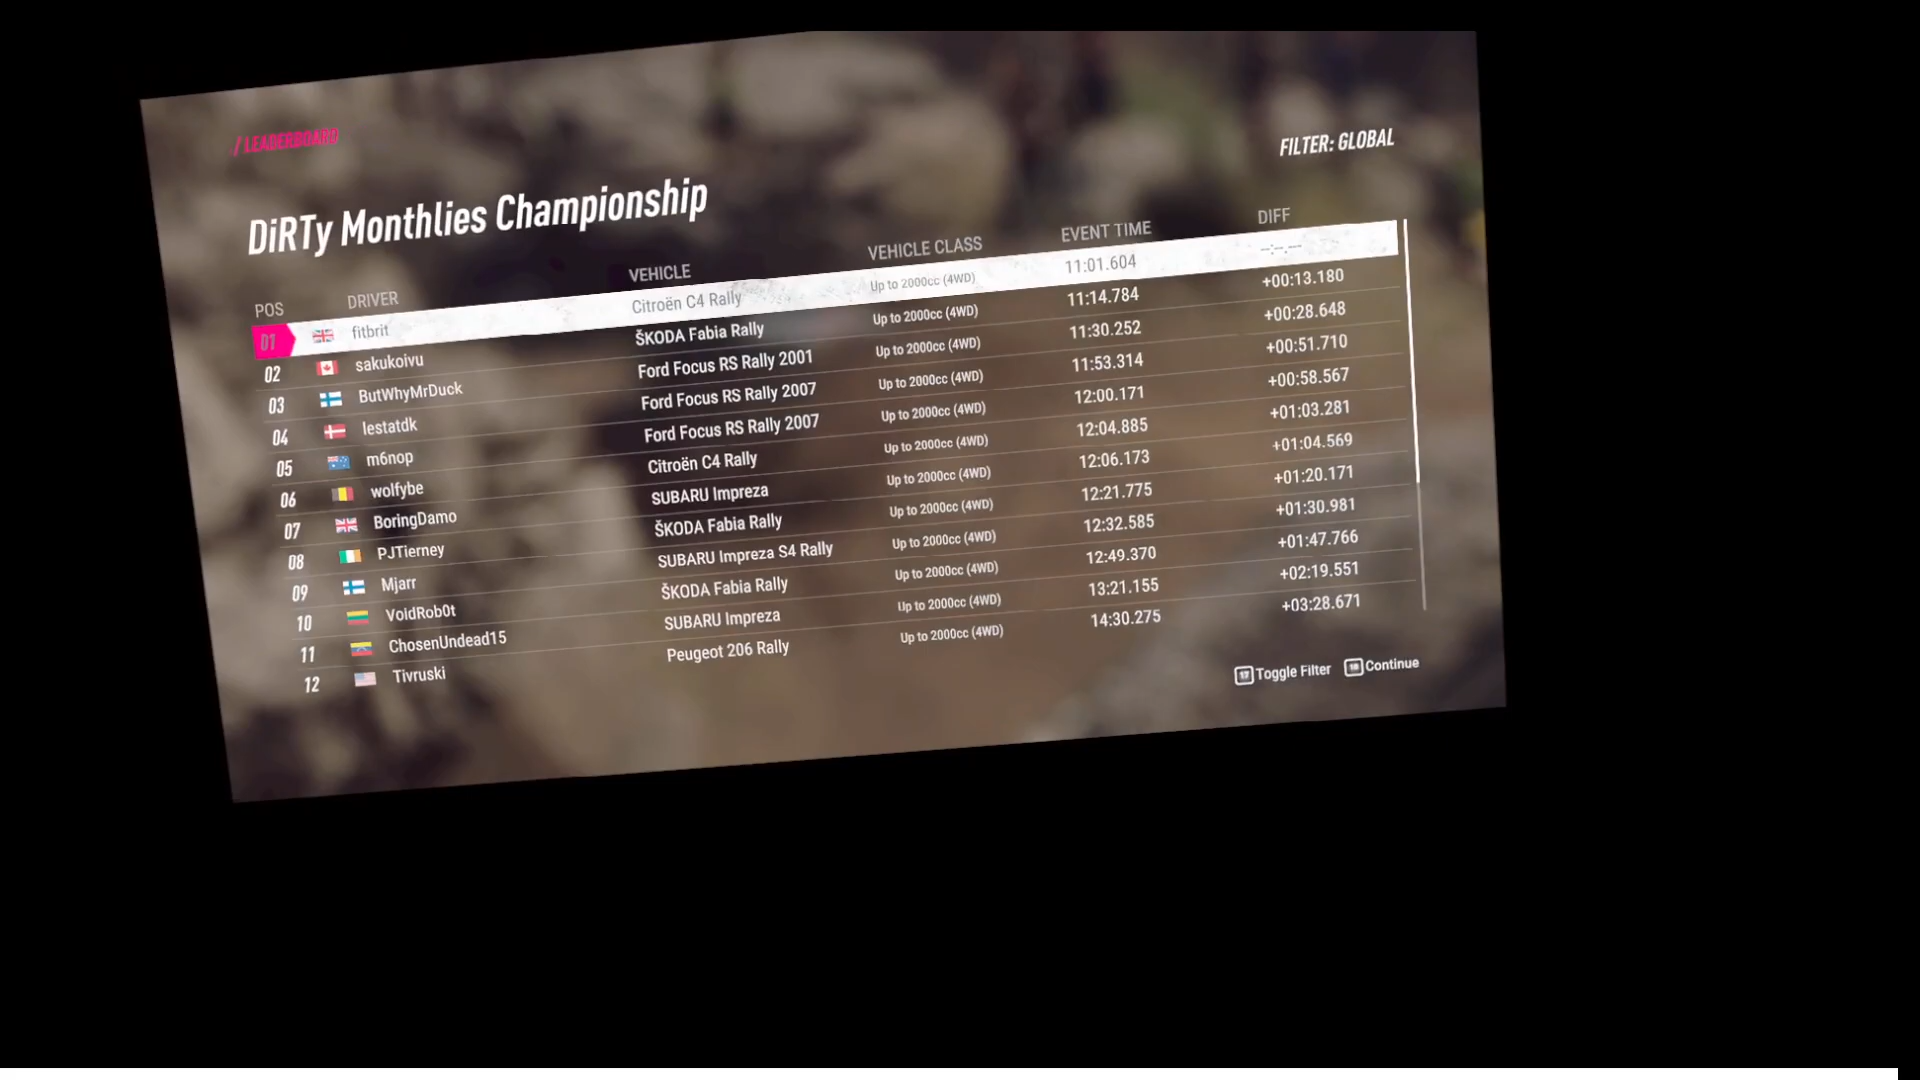 / LEADERBOARD
FILTER: GLOBAL
DiRTy Monthlies Championship
POS DRIVER VEHICLE VEHICLE CLASS EVENT TIME DIFF
01 fitbrit Citroën C4 Rally Up to 2000cc (4WD) 11:01.604 --:--.---
02 sakukoivu ŠKODA Fabia Rally Up to 2000cc (4WD) 11:14.784 +00:13.180
03 ButWhyMrDuck Ford Focus RS Rally 2001 Up to 2000cc (4WD) 11:30.252 +00:28.648
04 lestatdk Ford Focus RS Rally 2007 Up to 2000cc (4WD) 11:53.314 +00:51.710
05 m6nop Ford Focus RS Rally 2007 Up to 2000cc (4WD) 12:00.171 +00:58.567
06 wolfybe Citroën C4 Rally Up to 2000cc (4WD) 12:04.885 +01:03.281
07 BoringDamo SUBARU Impreza Up to 2000cc (4WD) 12:06.173 +01:04.569
08 PJTierney ŠKODA Fabia Rally Up to 2000cc (4WD) 12:21.775 +01:20.171
09 Mjarr SUBARU Impreza S4 Rally Up to 2000cc (4WD) 12:32.585 +01:30.981
10 VoidRob0t ŠKODA Fabia Rally Up to 2000cc (4WD) 12:49.370 +01:47.766
11 ChosenUndead15 SUBARU Impreza Up to 2000cc (4WD) 13:21.155 +02:19.551
12 Tivruski Peugeot 206 Rally Up to 2000cc (4WD) 14:30.275 +03:28.671
Toggle Filter Continue